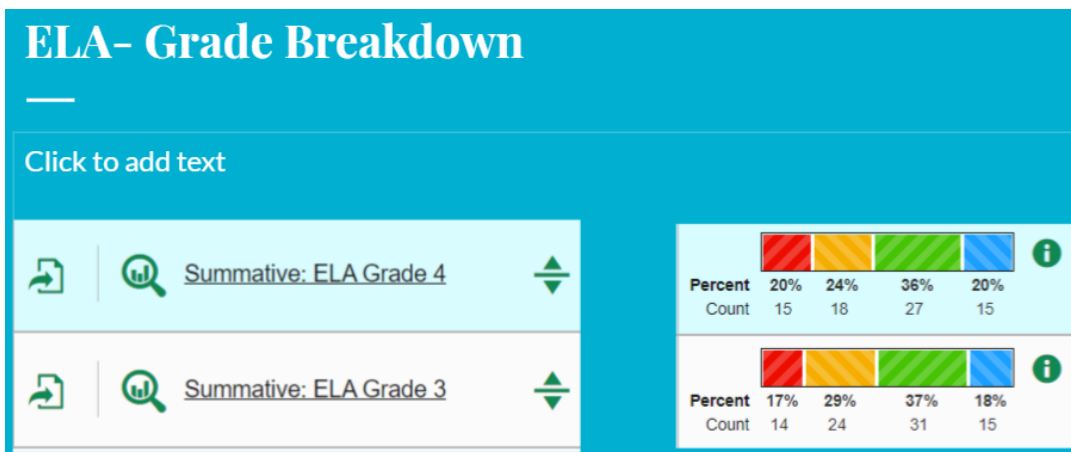 ELA- Grade Breakdown
Click to add text
Summative: ELA Grade 4
Percent 20% 24% 36% 20%
Count 15 18 27 15
Summative: ELA Grade 3
Percent 17% 29% 37% 18%
Count 14 24 31 15